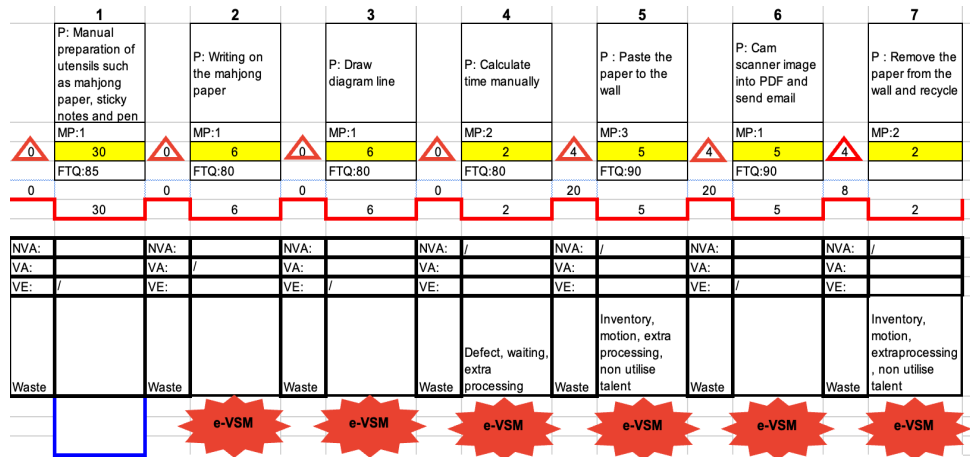 1 2 3 4 5 6 7
P: Manual
preparation of
utensils such
as mahjong
paper, sticky
notes and pen
P: Writing on
the mahjong
paper
P: Draw
diagram line
P: Calculate
time manually
P : Paste the
paper to the
wall
P: Cam
scanner image
into PDF and
send email
P : Remove the
paper from the
wall and recycle
MP:1 MP:1 MP:1 MP:2 MP:3 MP:1 MP:2
0 30 0 6 0 6 0 2 4 5 4 5 4 2
FTQ:85 FTQ:80 FTQ:80 FTQ:80 FTQ:90 FTQ:90
0 0 0 0 20 20 8
30 6 6 2 5 5 2
NVA: NVA: NVA: NVA: / NVA: / NVA: NVA: /
VA: VA: / VA: VA: VA: VA: VA:
VE: / VE: VE: / VE: VE: VE: / VE:
Waste Waste Waste Waste
Defect, waiting,
extra
processing
Waste
Inventory,
motion, extra
processing,
non utilise
talent
Waste Waste
Inventory,
motion,
extraprocessing
, non utilise
talent
e-VSM e-VSM e-VSM e-VSM e-VSM e-VSM